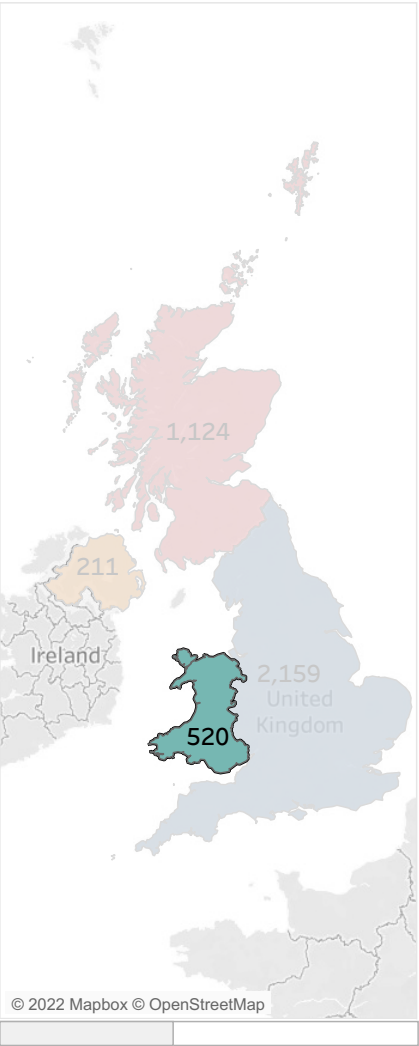 1,124
211
Ireland
2,159
United
Kingdom
520
© 2022 Mapbox © OpenStreetMap